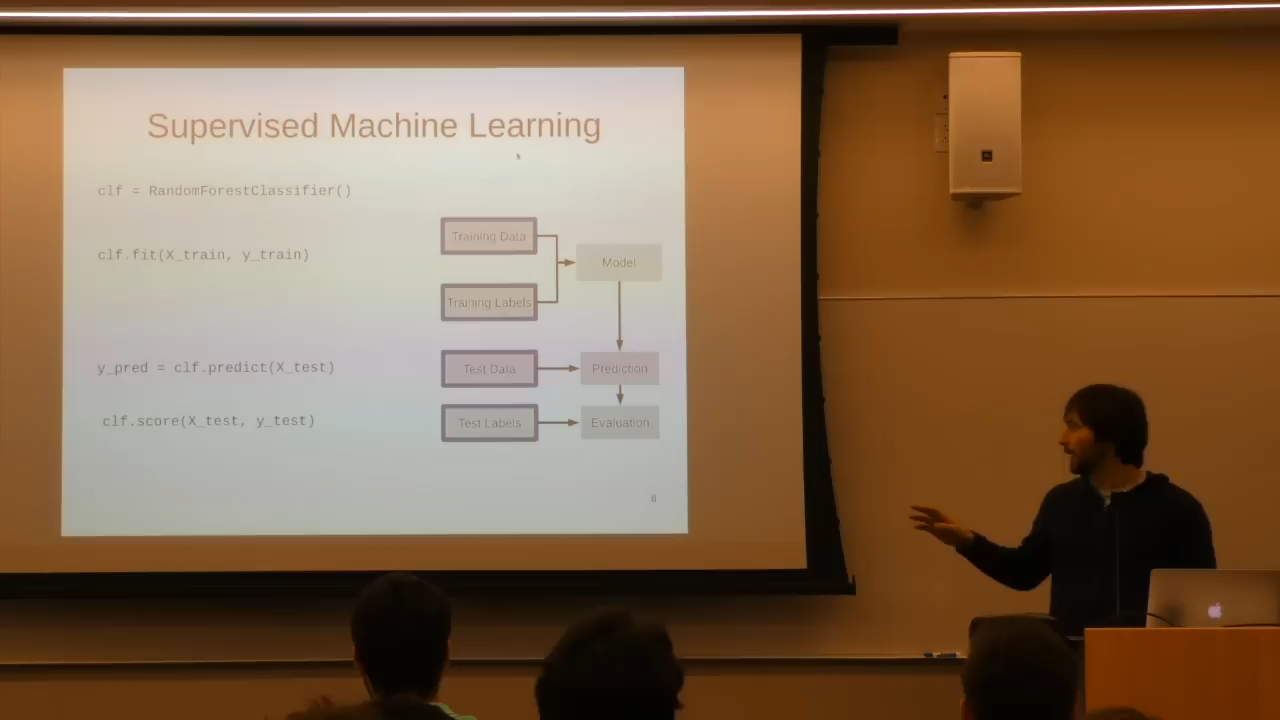 Supervised Machine Learning
clf = RandomForestClassifier()
clf.fit(X_train, y_train)
Training Data
Model
Training Labels
y_pred = clf.predict(X_test)
Test Data
Prediction
clf.score(X_test, y_test)
Test Labels
Evaluation